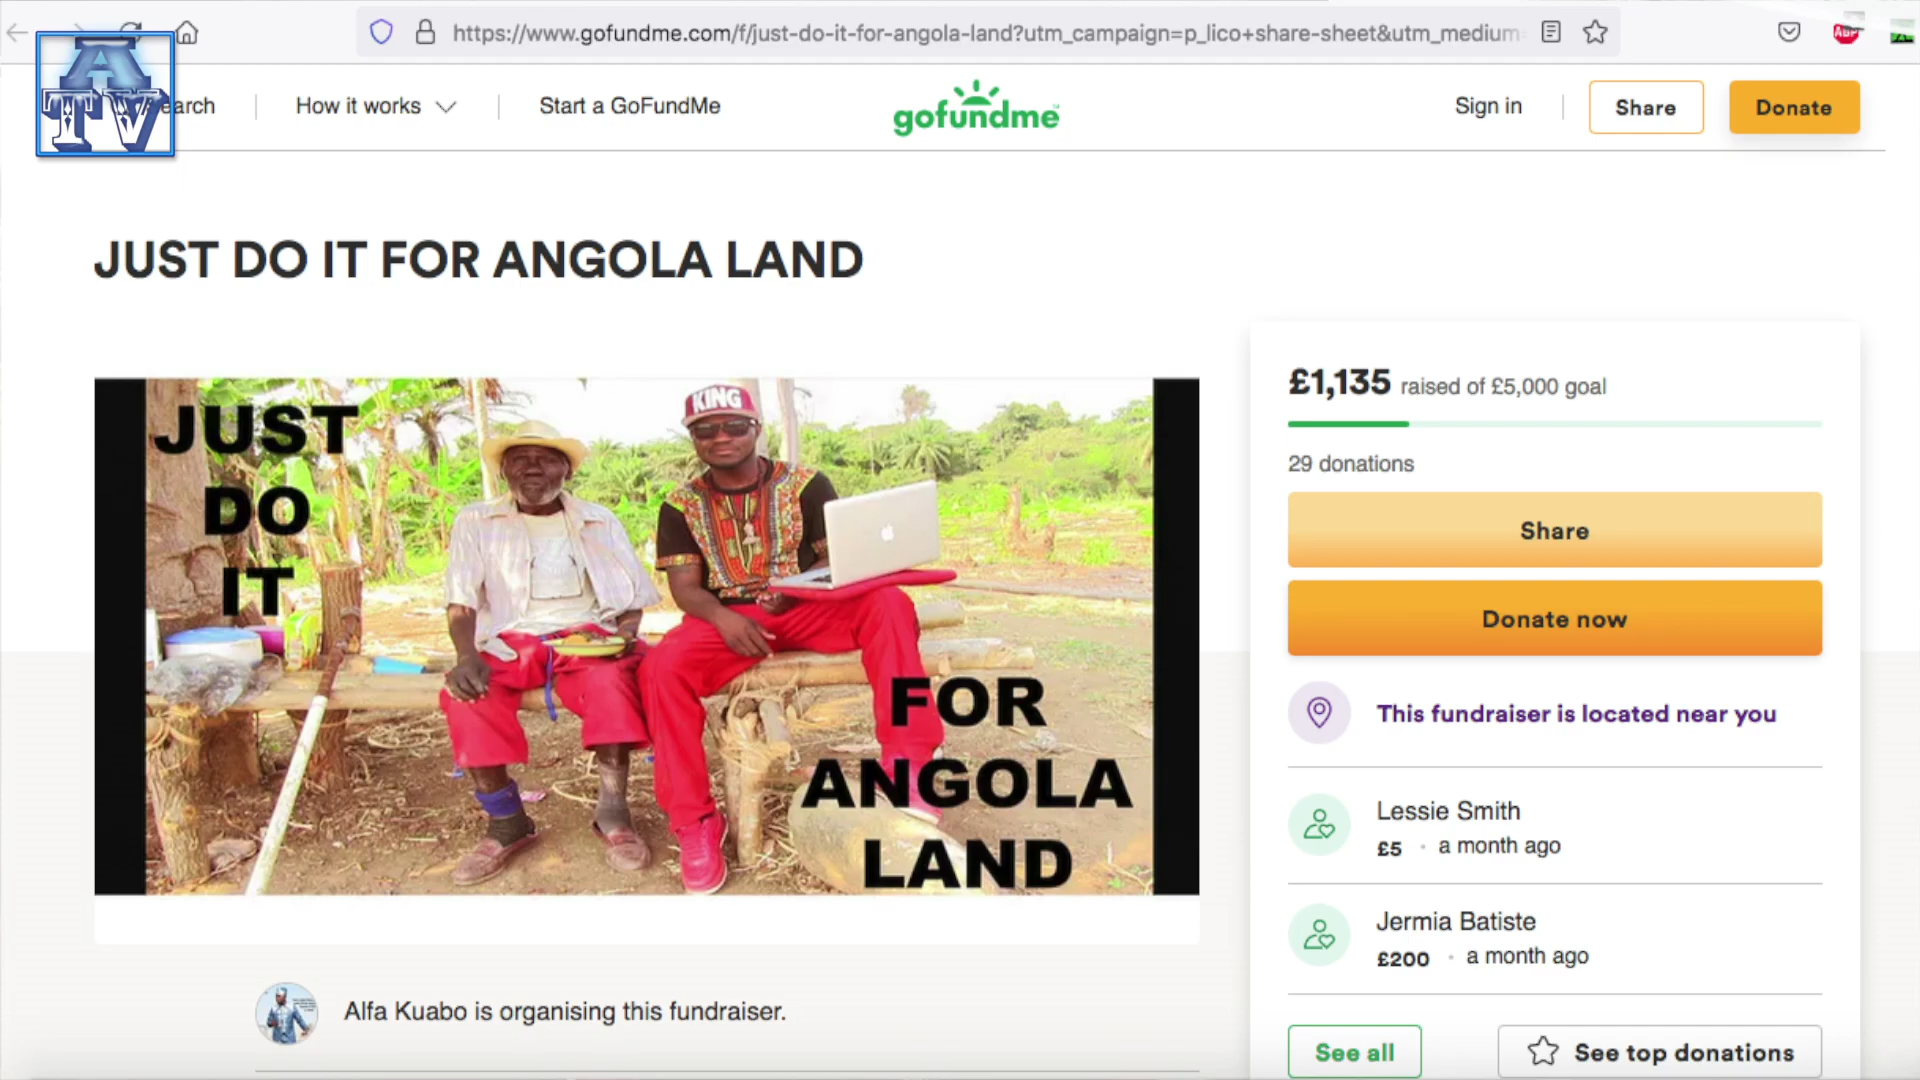 https://www.gofundme.com/f/just-do-it-for-angola-land?utm_campaign=p_lico+share-sheet&utm_medium=
ABP
ATV
earch
How it works
Start a GoFundMe
gofundme
Sign in
Share
Donate
JUST DO IT FOR ANGOLA LAND
JUST
DO
IT
KING
FOR
ANGOLA
LAND
£1,135 raised of £5,000 goal
29 donations
Share
Donate now
This fundraiser is located near you
Lessie Smith
£5 · a month ago
Jermia Batiste
£200 · a month ago
See all
See top donations
Alfa Kuabo is organising this fundraiser.